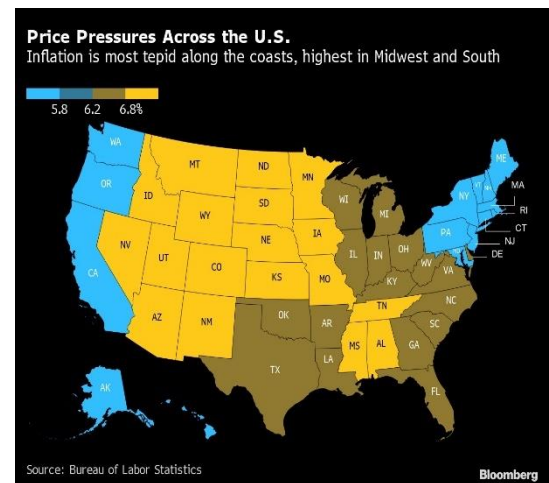 Price Pressures Across the U.S.
Inflation is most tepid along the coasts, highest in Midwest and South
5.8 6.2 6.8%
WA
ME
MT
ND
MN
OR
VT
NH
ID
WI
NY
MA
SD
MI
WY
RI
IA
PA
CT
NE
NJ
NV
OH
IL
IN
DE
UT
WV
CO
VA
CA
KS
MO
KY
NC
TN
OK
AZ
NM
AR
SC
MS
AL
GA
LA
TX
FL
AK
Source: Bureau of Labor Statistics
Bloomberg